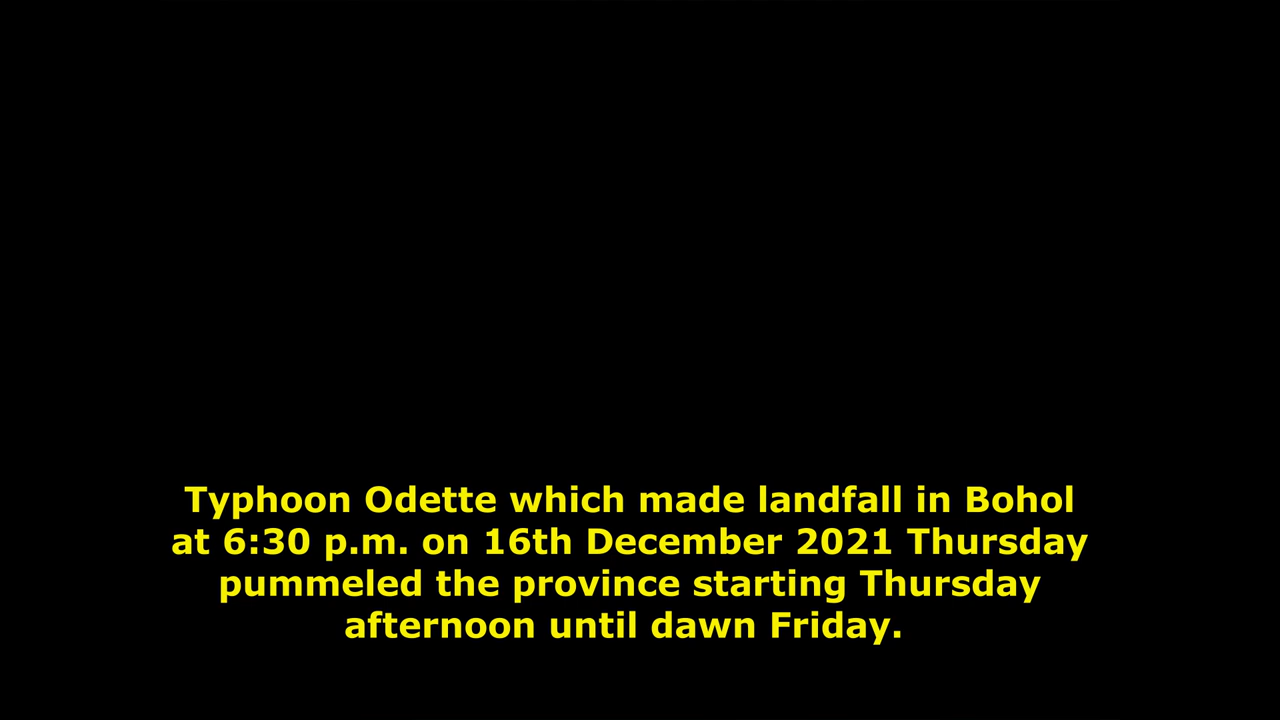 Typhoon Odette which made landfall in Bohol
at 6:30 p.m. on 16th December 2021 Thursday
pummeled the province starting Thursday
afternoon until dawn Friday.